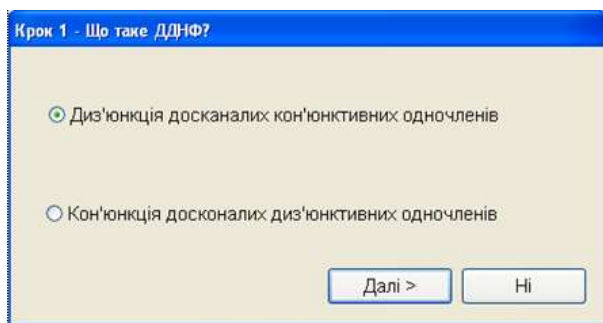 Крок 1 - Що таке ДДНФ?
Диз'юнкція досканалих кон'юнктивних одночленів
Кон'юнкція досконалих диз'юнктивних одночленів
Далі > Ні